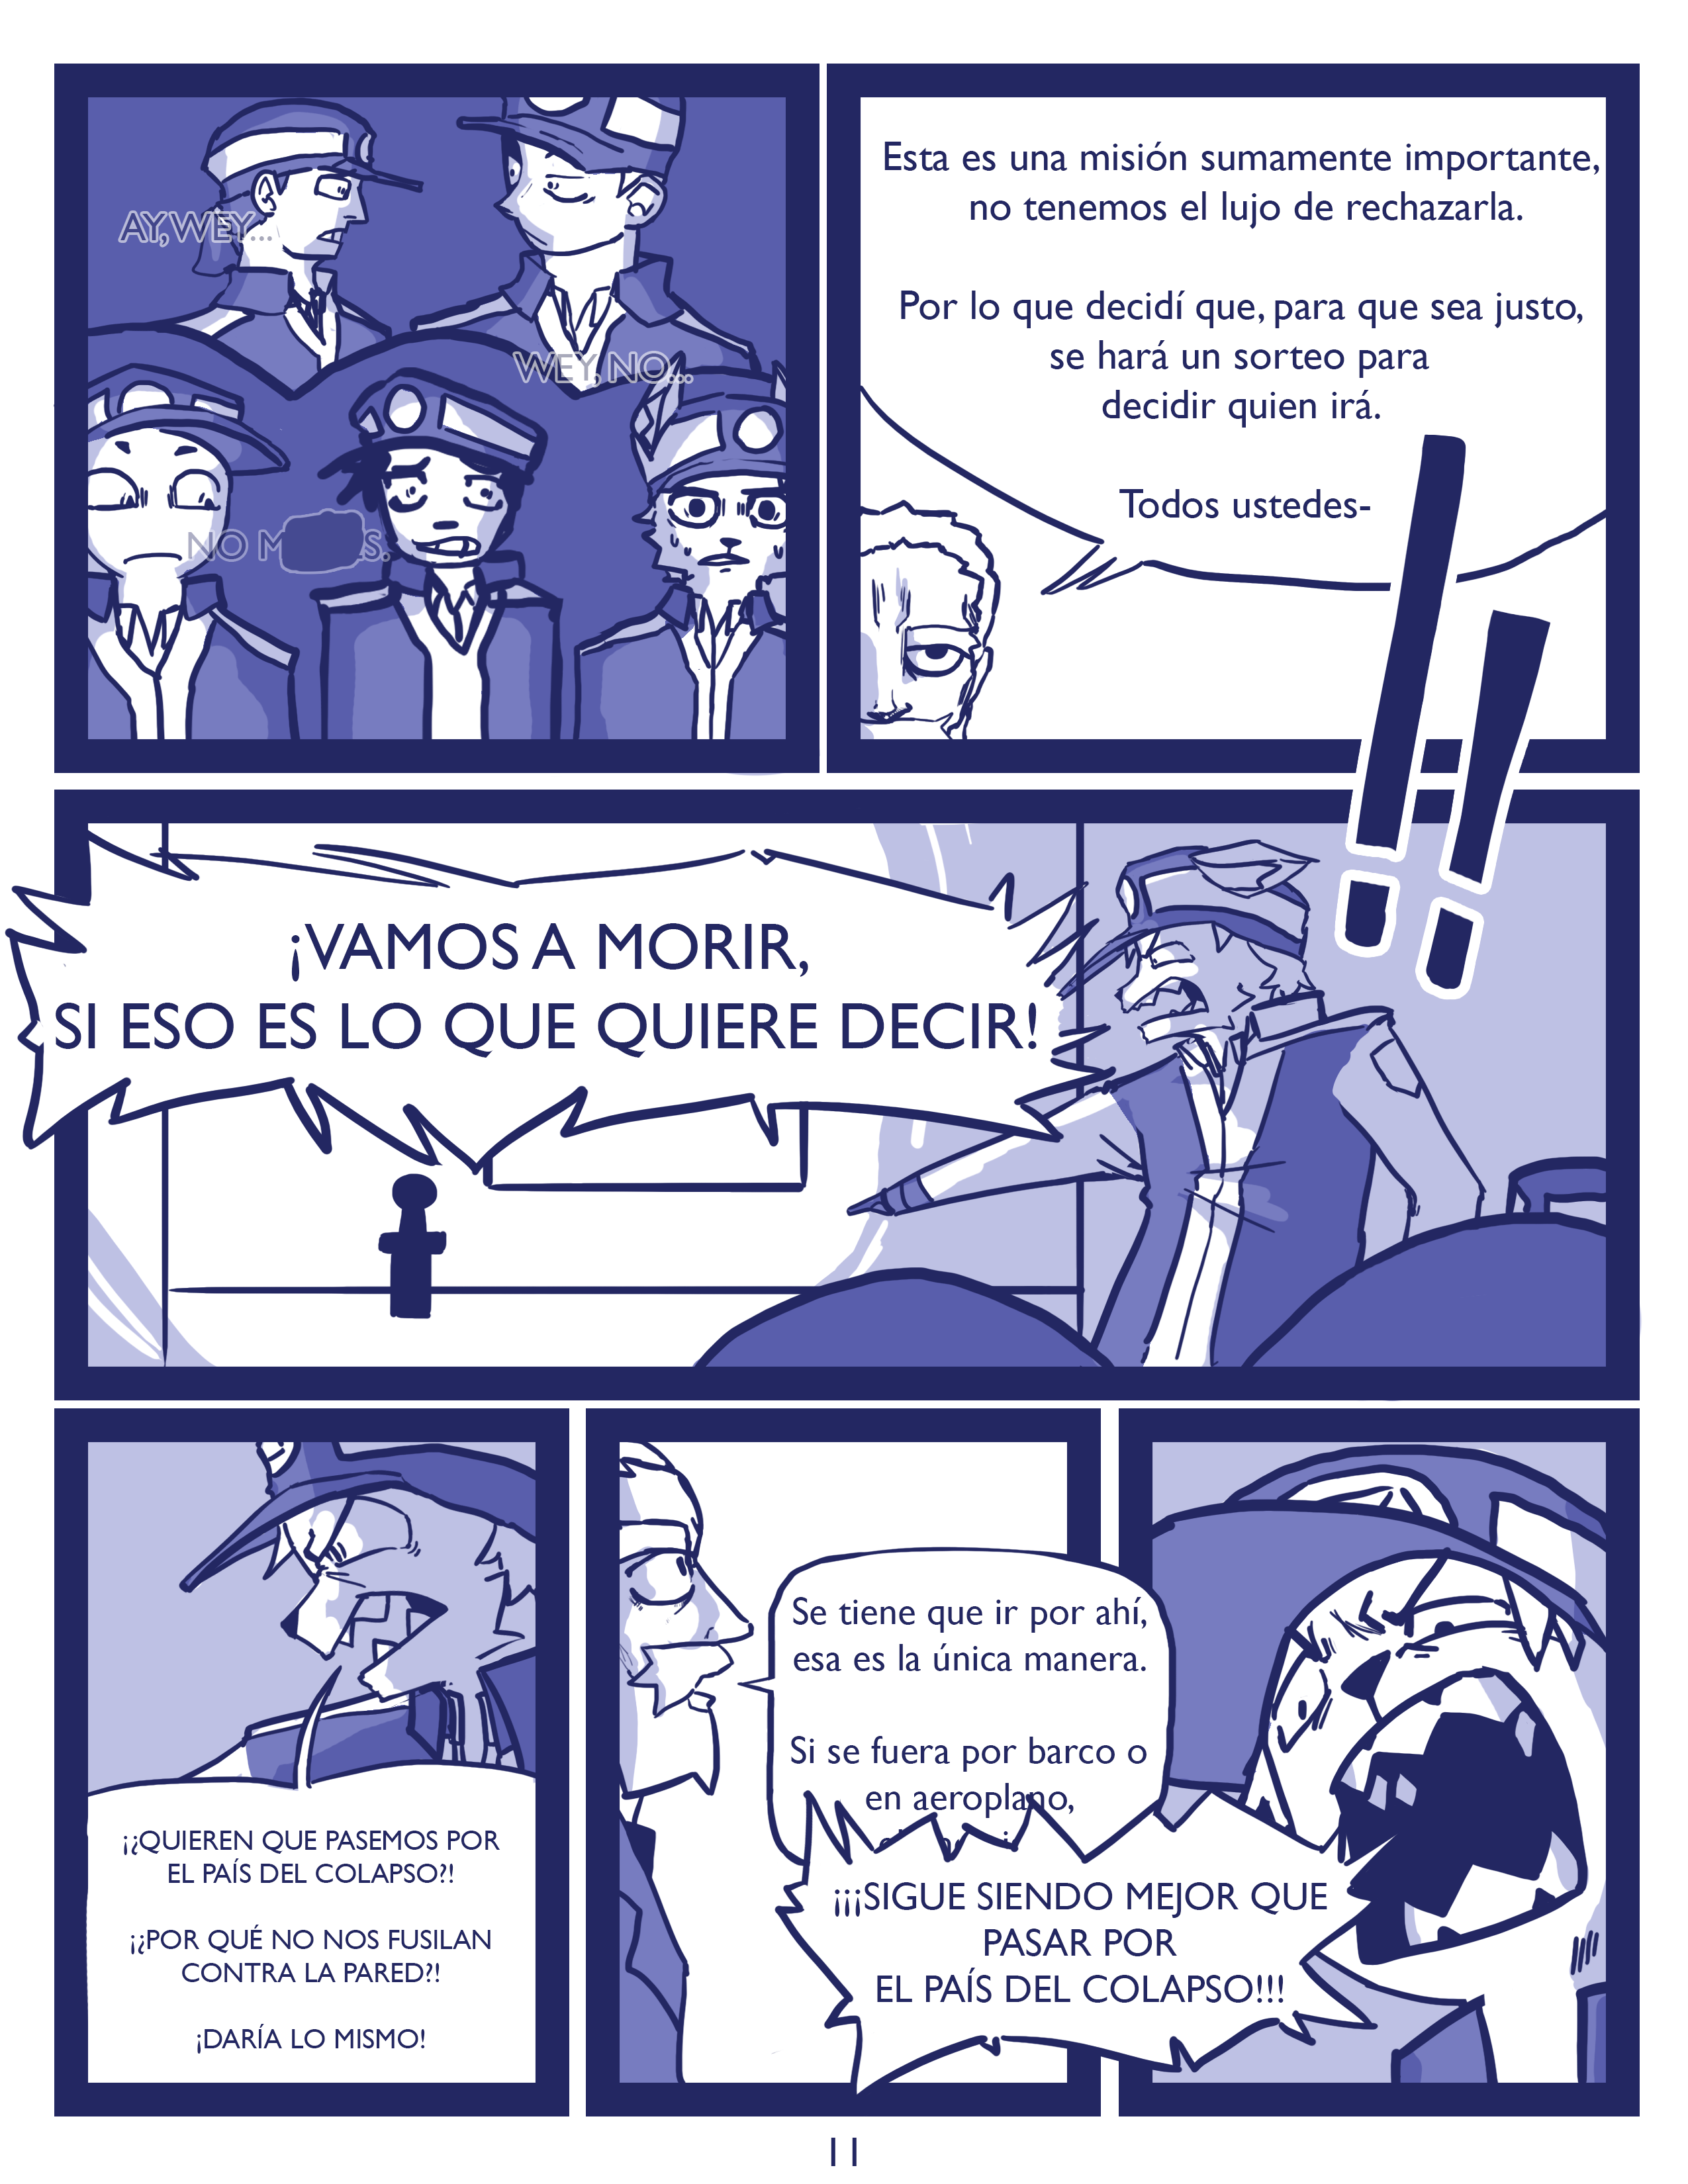 AY, WEY...
WEY, NO...
NO M S.
Esta es una misión sumamente importante,
no tenemos el lujo de rechazarla.
Por lo que decidí que, para que sea justo,
se hará un sorteo para
decidir quien irá.
Todos ustedes-
!!
¡VAMOS A MORIR,
SI ESO ES LO QUE QUIERE DECIR!
¡¿QUIEREN QUE PASEMOS POR
EL PAÍS DEL COLAPSO?!
¡¿POR QUÉ NO NOS FUSILAN
CONTRA LA PARED?!
¡DARÍA LO MISMO!
Se tiene que ir por ahí,
esa es la única manera.
Si se fuera por barco o
en aeroplano,
¡¡¡SIGUE SIENDO MEJOR QUE
PASAR POR
EL PAÍS DEL COLAPSO!!!
11